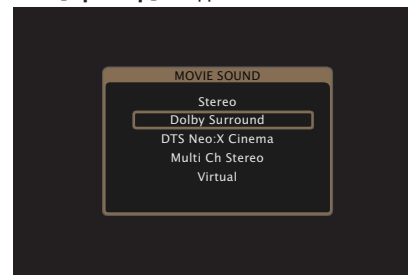 MOVIE SOUND
Stereo
Dolby Surround
DTS Neo:X Cinema
Multi Ch Stereo
Virtual